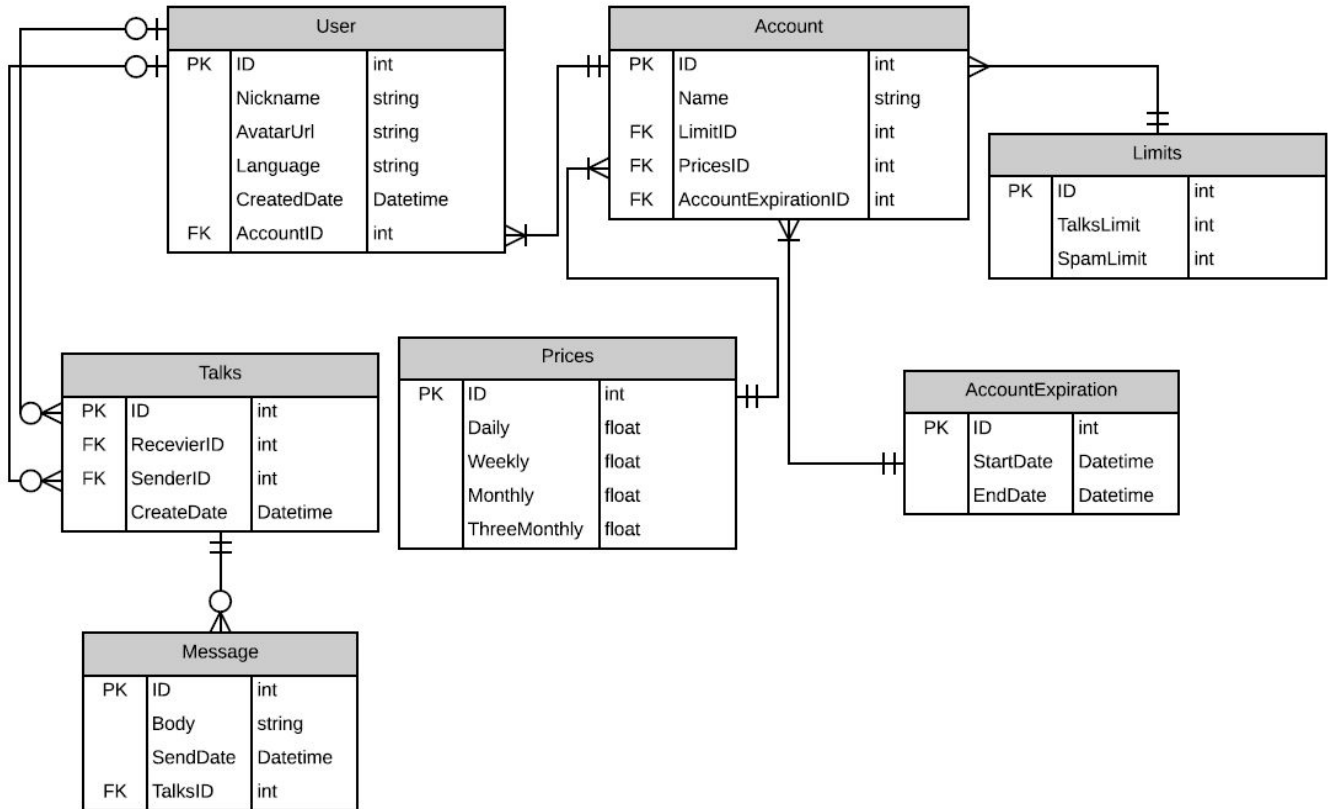 User
PK ID int
Nickname string
AvatarUrl string
Language string
CreatedDate Datetime
FK AccountID int
Account
PK ID int
Name string
FK LimitID int
FK PricesID int
FK AccountExpirationID int
Limits
PK ID int
TalksLimit int
SpamLimit int
Talks
PK ID int
FK RecevierID int
FK SenderID int
CreateDate Datetime
Prices
PK ID int
Daily float
Weekly float
Monthly float
ThreeMonthly float
AccountExpiration
PK ID int
StartDate Datetime
EndDate Datetime
Message
PK ID int
Body string
SendDate Datetime
FK TalksID int